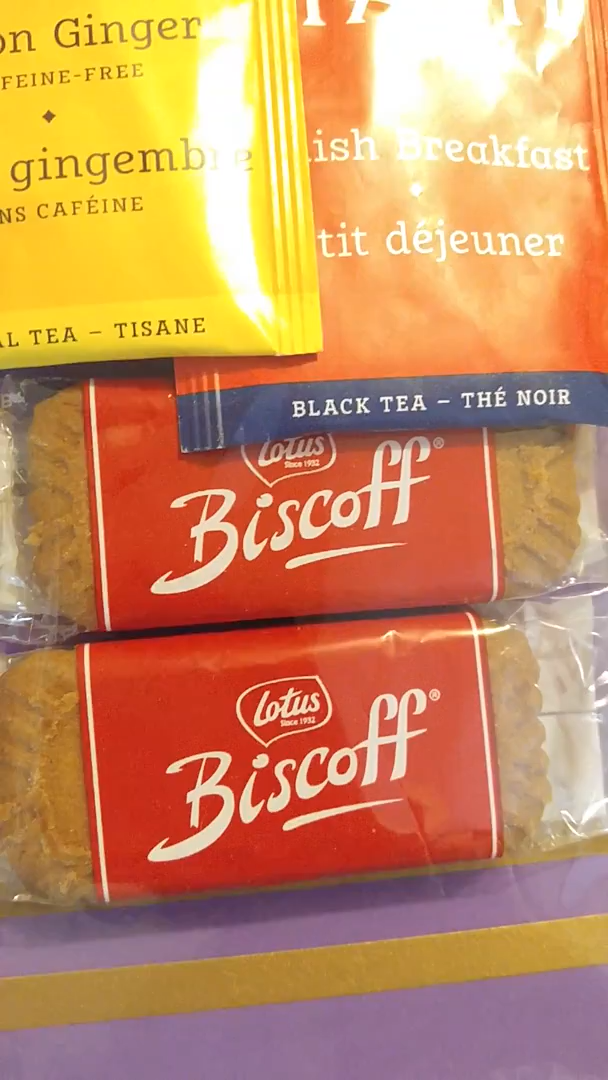 on Ginger
FFEINE-FREE
gingembre
NS CAFÉINE
AL TEA – TISANE
ish Breakfast
tit déjeuner
BLACK TEA – THÉ NOIR
Lotus
Since 1932
Biscoff®
Lotus
Since 1932
Biscoff®